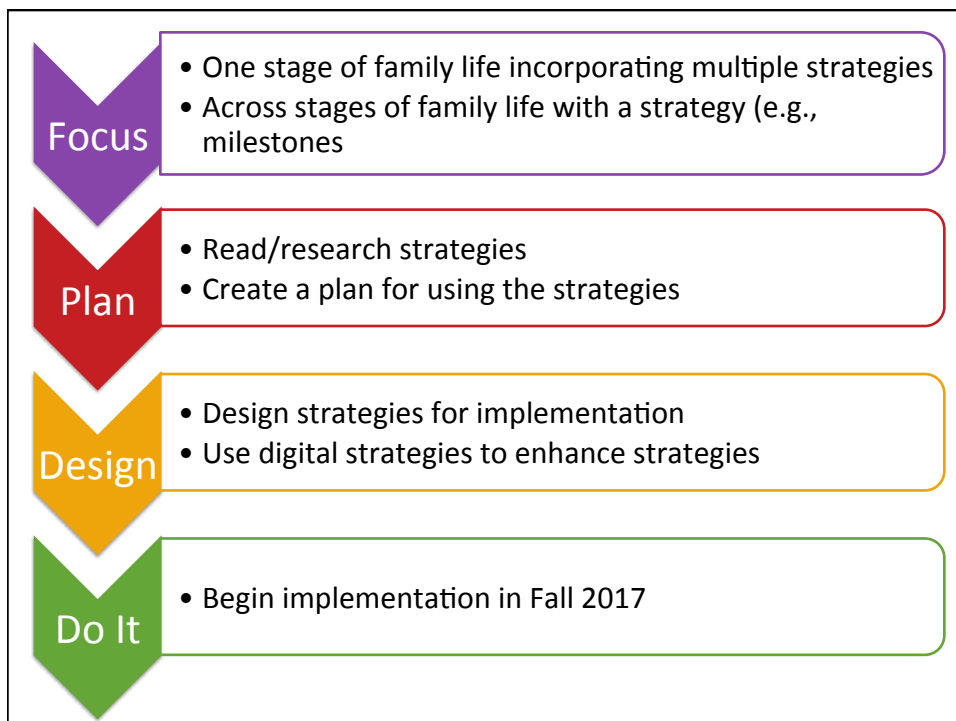 Focus
• One stage of family life incorporating multiple strategies
• Across stages of family life with a strategy (e.g.,
milestones
Plan
• Read/research strategies
• Create a plan for using the strategies
Design
• Design strategies for implementation
• Use digital strategies to enhance strategies
Do It
• Begin implementation in Fall 2017